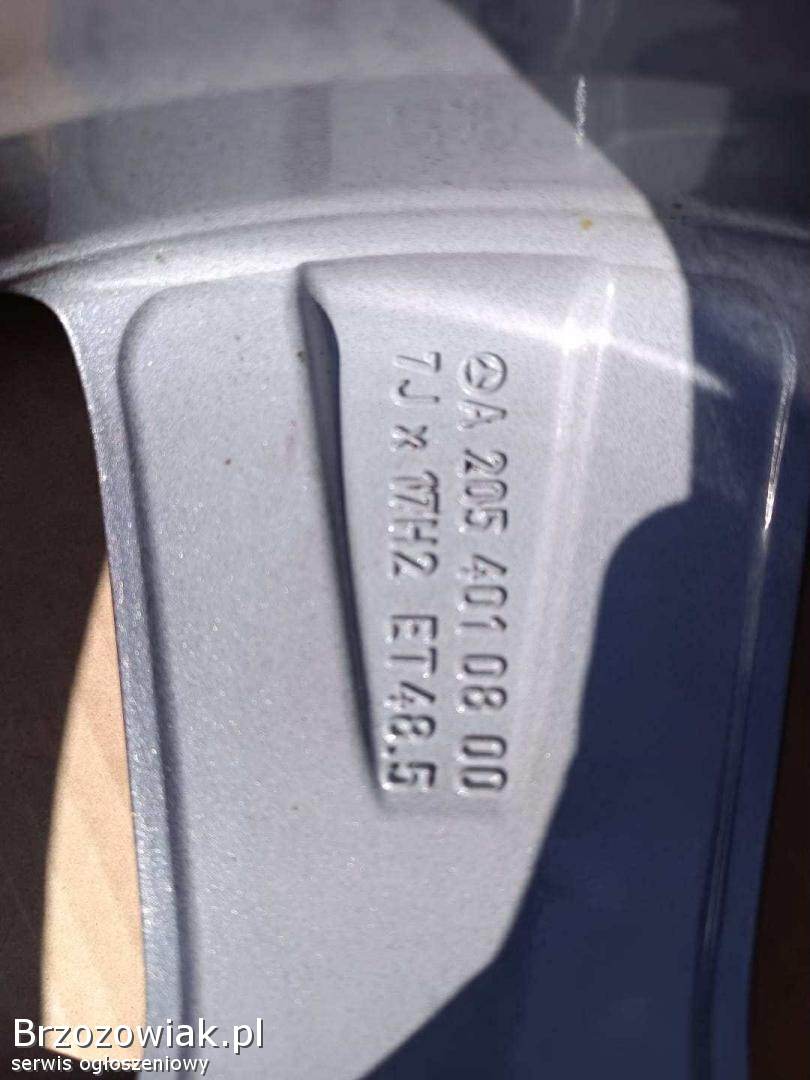 A 205 401 08 00
7J x 17H2 ET48.5
Brzozowiak.pl
serwis ogłoszeniowy